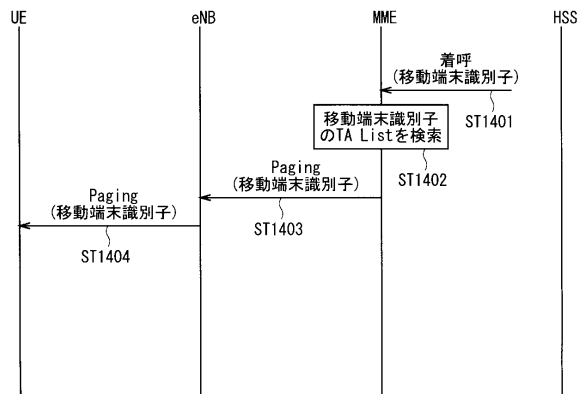 UE
eNB
MME
HSS
着呼
(移動端末識別子)
ST1401
移動端末識別子
のTA Listを検索
ST1402
Paging
(移動端末識別子)
ST1403
Paging
(移動端末識別子)
ST1404